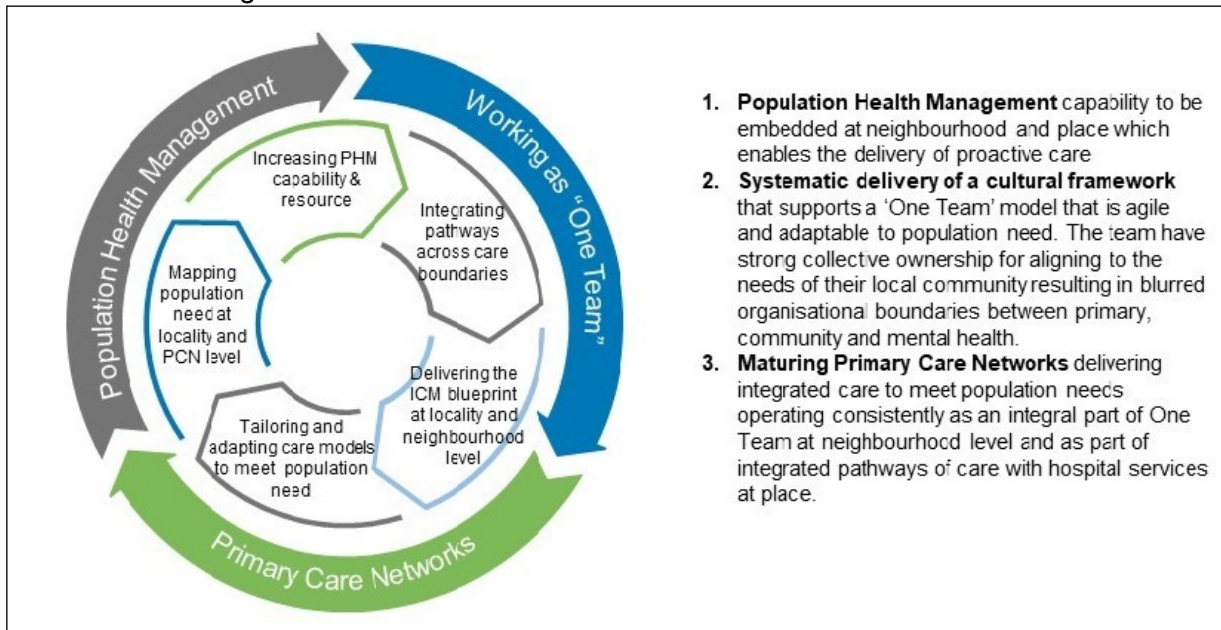 Population Health Management
Working as "One Team"
Primary Care Networks
Increasing PHM
capability &
resource
Integrating
pathways
across care
boundaries
Delivering the
ICM blueprint
at locality and
neighbourhood
level
Tailoring and
adapting care models
to meet population
need
Mapping
population
need at
locality and
PCN level
1. Population Health Management capability to be
embedded at neighbourhood and place which
enables the delivery of proactive care
2. Systematic delivery of a cultural framework
that supports a ‘One Team’ model that is agile
and adaptable to population need. The team have
strong collective ownership for aligning to the
needs of their local community resulting in blurred
organisational boundaries between primary,
community and mental health.
3. Maturing Primary Care Networks delivering
integrated care to meet population needs
operating consistently as an integral part of One
Team at neighbourhood level and as part of
integrated pathways of care with hospital services
at place.